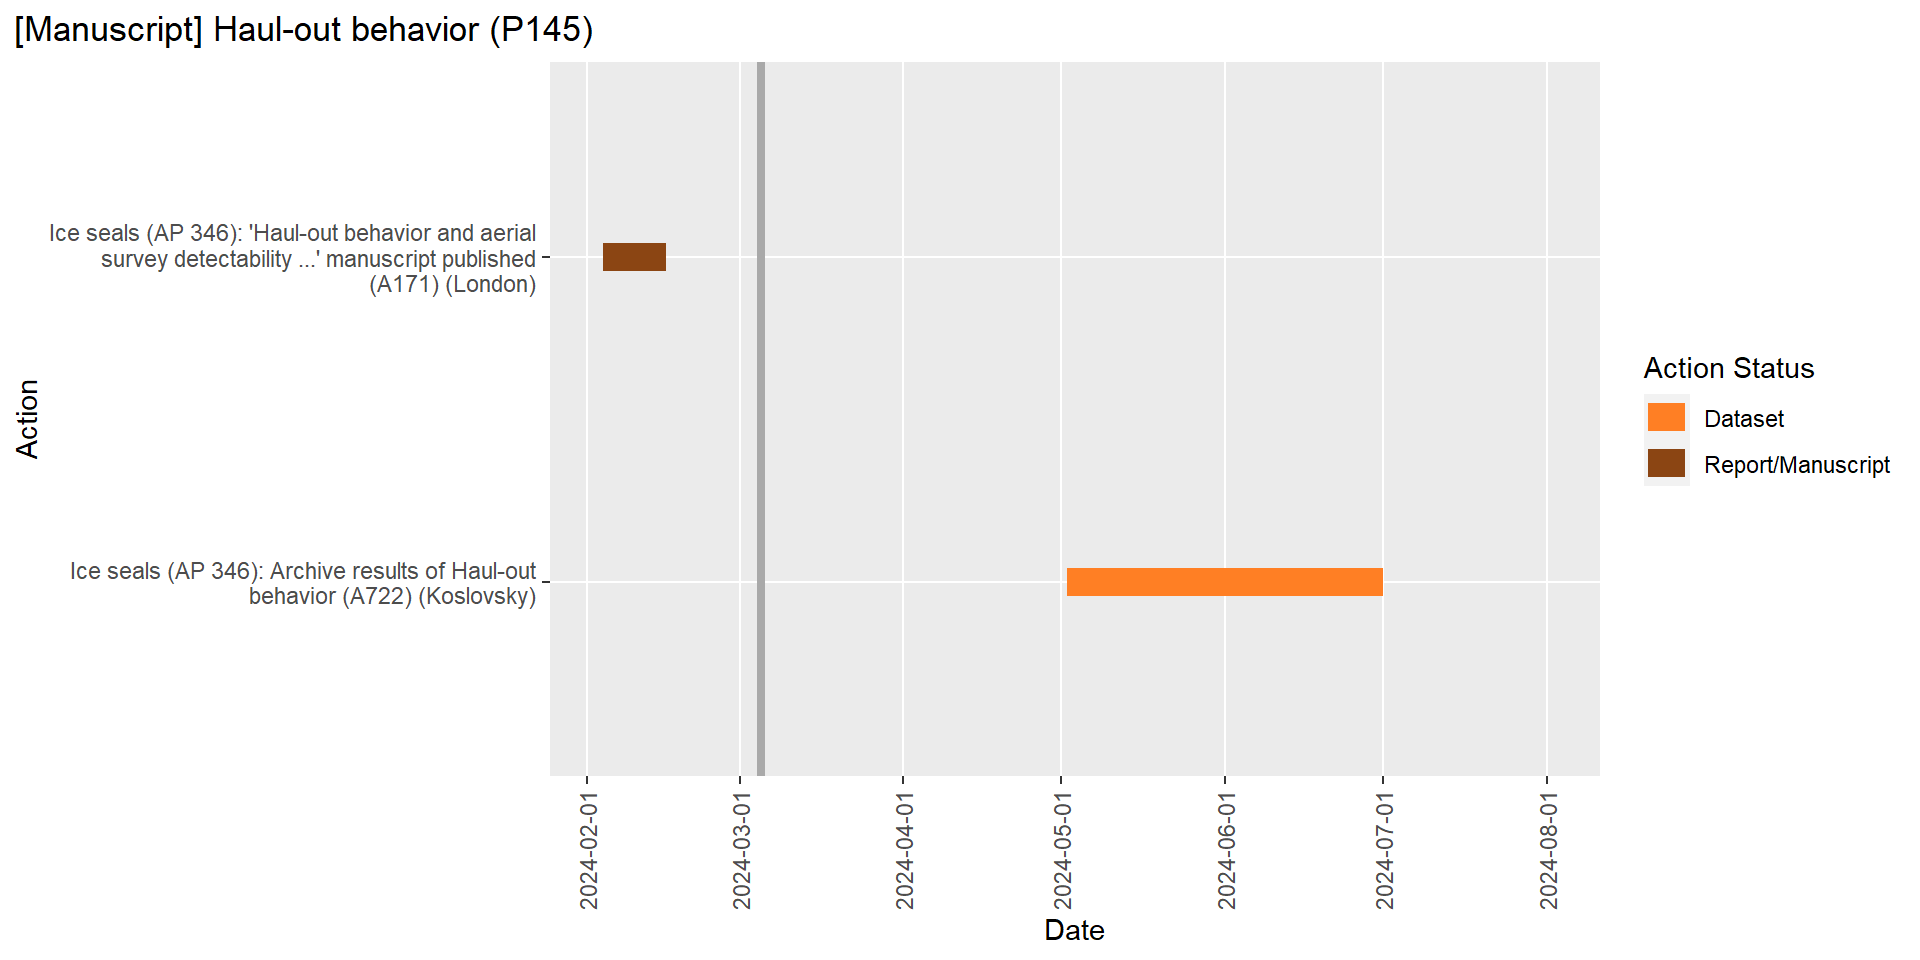 [Manuscript] Haul-out behavior (P145)
Ice seals (AP 346): 'Haul-out behavior and aerial
survey detectability ...' manuscript published
(A171) (London)
Action
Ice seals (AP 346): Archive results of Haul-out
behavior (A722) (Koslovsky)
2024-02-01
2024-03-01
2024-04-01
2024-05-01
2024-06-01
2024-07-01
2024-08-01
Date
Action Status
Dataset
Report/Manuscript